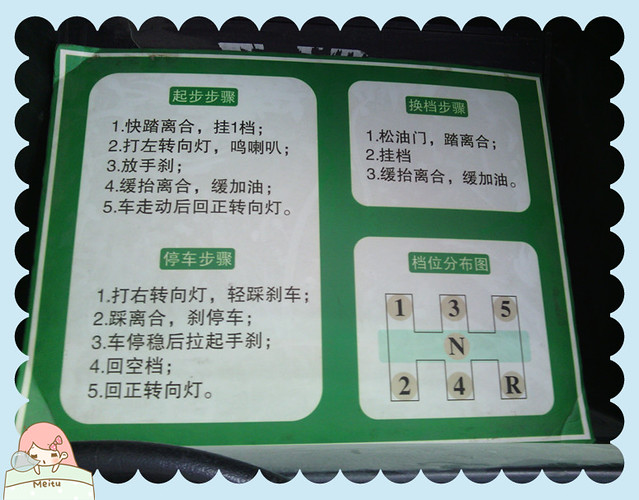 起步步骤
1.快踏离合，挂1档；
2.打左转向灯，鸣喇叭；
3.放手刹；
4.缓抬离合，缓加油；
5.车走动后回正转向灯。
停车步骤
1.打右转向灯，轻踩刹车；
2.踩离合，刹停车；
3.车停稳后拉起手刹；
4.回空档；
5.回正转向灯。
换档步骤
1.松油门，踏离合；
2.挂档
3.缓抬离合，缓加油。
档位分布图
1 3 5
N
2 4 R
Meitu